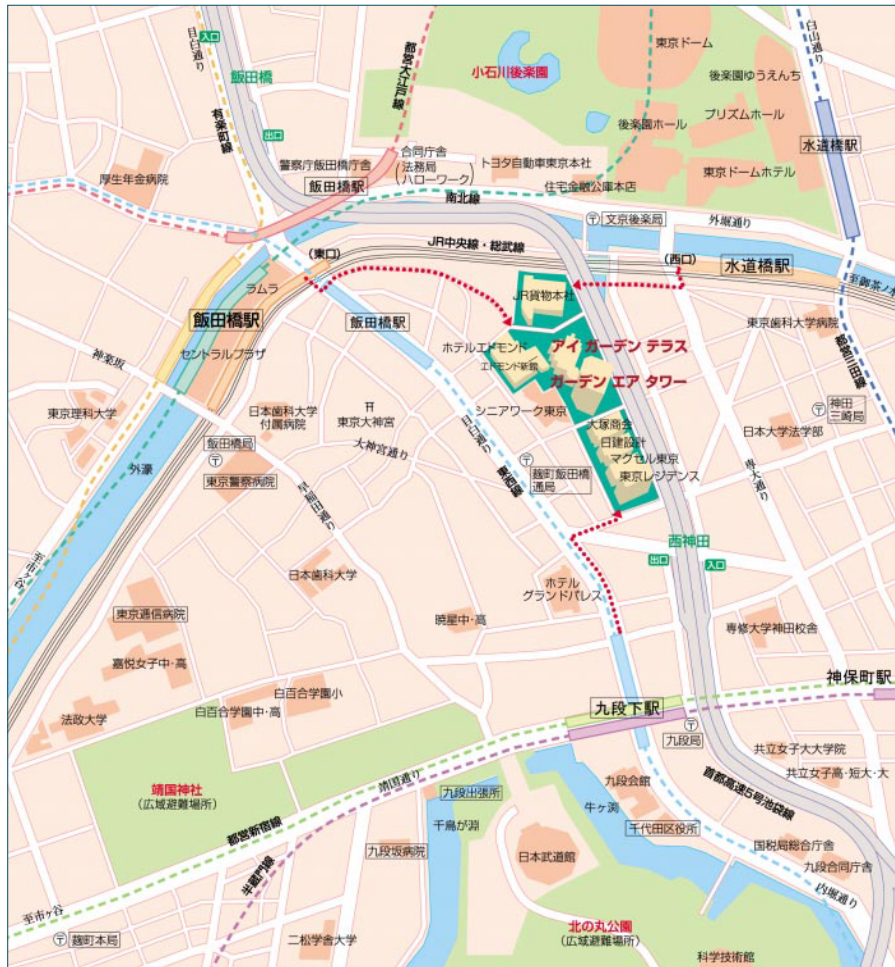 入口
目白通り
飯田橋
有楽町線
出口
都営大江戸線
小石川後楽園
東京ドーム
後楽園ゆうえんち
白山通り
後楽園ホール
プリズムホール
水道橋駅
東京ドームホテル
警察庁飯田橋庁舎
合同庁舎
(法務局
ハローワーク)
飯田橋駅
トヨタ自動車東京本社
住宅金融公庫本店
厚生年金病院
南北線
〒文京後楽局
外堀通り
JR中央線・総武線
(東口)
(西口)
水道橋駅
至御茶ノ水
ラムラ
飯田橋駅
飯田橋駅
JR貨物本社
セントラルプラザ
神楽坂
ホテルエドモンド
エドモンド新館
アイ ガーデン テラス
ガーデン エア タワー
東京歯科大学病院
都営三田線
〒神田三崎局
東京理科大学
日本歯科大学
付属病院
東京大神宮
シニアワーク東京
大塚商会
日建設計
マクセル東京
東京レジデンス
日本大学法学部
飯田橋局
〒
東京警察病院
大神宮通り
目白通り
東西線
〒麹町飯田橋
通局
専大通り
外濠
早稲田通り
西神田
出口
入口
至市ケ谷
日本歯科大学
ホテル
グランドパレス
暁星中・高
専修大学神田校舎
東京逓信病院
嘉悦女子中・高
白百合学園小
白百合学園中・高
法政大学
神保町駅
九段下駅
〒
九段局
共立女子大大学院
共立女子高・短大・大
首都高速5号池袋線
靖国神社
(広域避難場所)
靖国通り
九段出張所
千鳥が淵
九段会館
牛ヶ渕
千代田区役所
国税局総合庁舎
九段合同庁舎
内堀通り
都営新宿線
半蔵門線
九段坂病院
日本武道館
至市ヶ谷
〒麹町本局
二松学舎大学
北の丸公園
(広域避難場所)
科学技術館